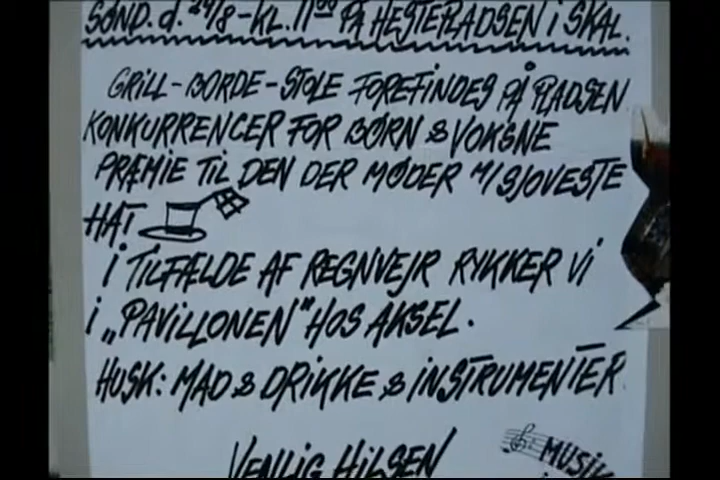 SØND. d. 24/8 - KL. 11⁰⁰ PÅ HESTEPLADSEN i SKAL.
GRILL - BORDE - STOLE FOREFINDES PÅ PLADSEN
KONKURRENCER FOR BØRN & VOKSNE
PRÆMIE TIL DEN DER MØDER M/ SJOVESTE
HAT
i TILFÆLDE AF REGNVEJR RYKKER Vi
i „PAVILLONEN" HOS AKSEL.
HUSK: MAD & DRIKKE & INSTRUMENTER.
VENLIG HILSEN
MUSIK